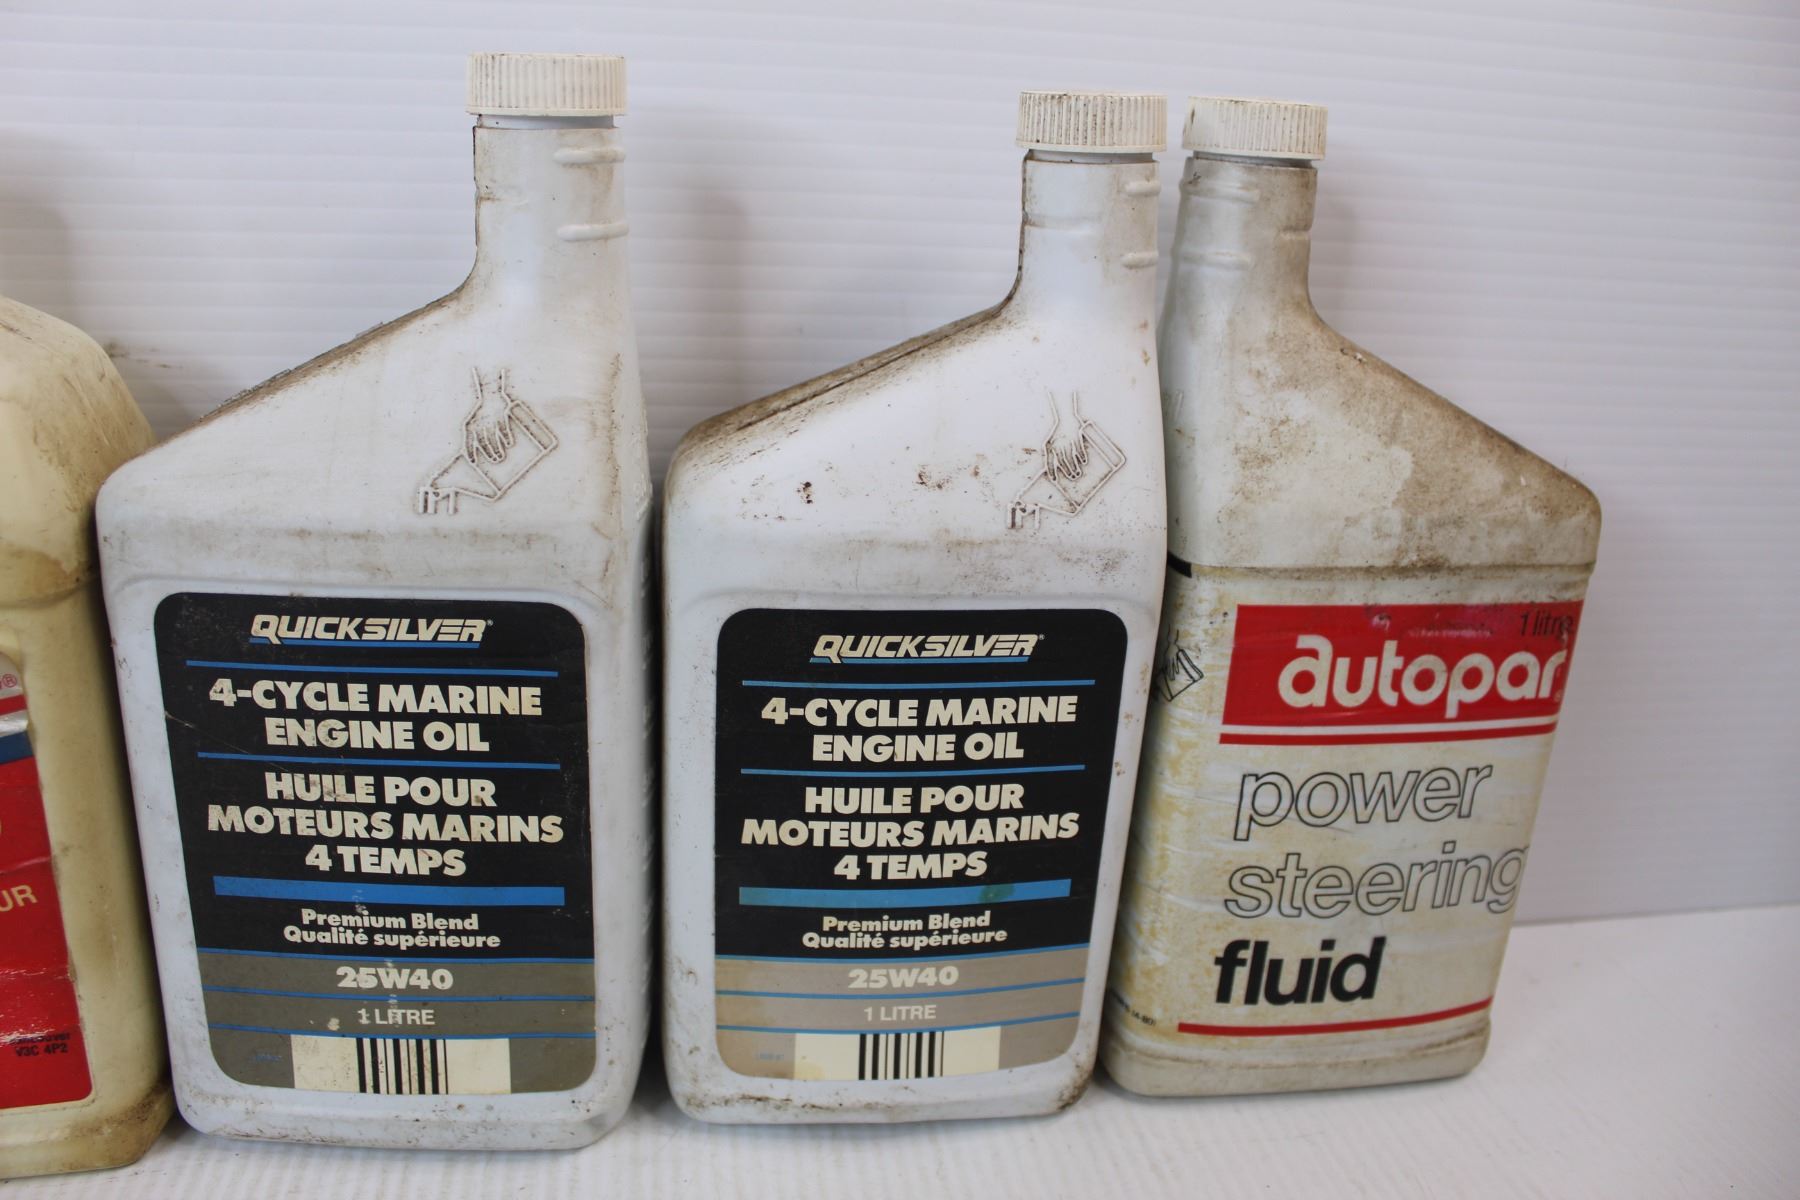 UR
V3C 4P2
QUICKSILVER®
4-CYCLE MARINE
ENGINE OIL
HUILE POUR
MOTEURS MARINS
4 TEMPS
Premium Blend
Qualité supérieure
25W40
1 LITRE
QUICKSILVER®
4-CYCLE MARINE
ENGINE OIL
HUILE POUR
MOTEURS MARINS
4 TEMPS
Premium Blend
Qualité supérieure
25W40
1 LITRE
1 litre
autopar
power
steering
fluid
(4-80)